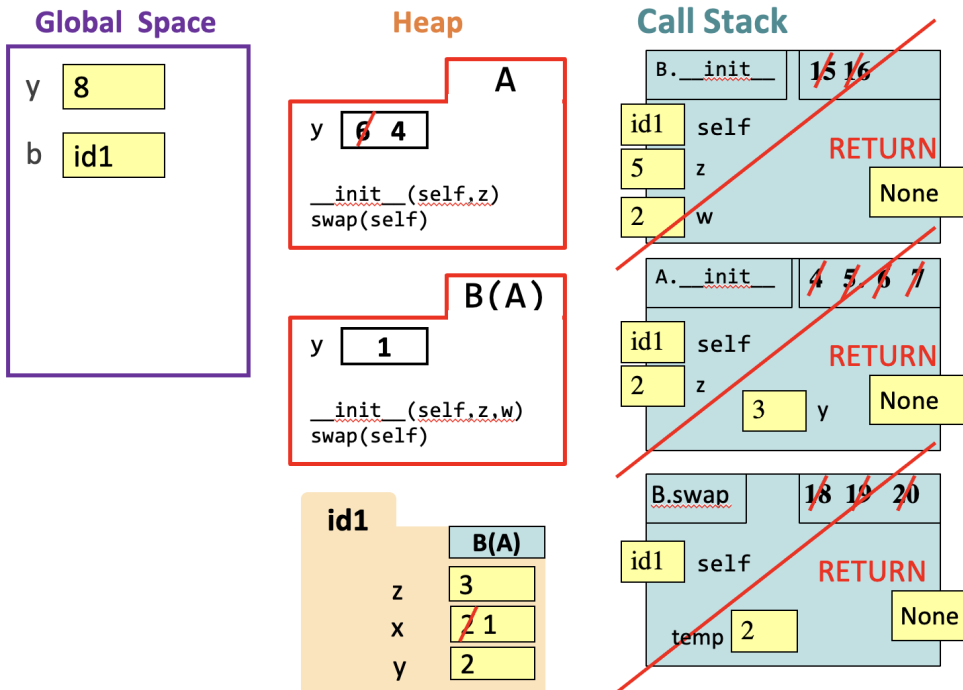 Global Space
y 8
b id1
Heap
A
y 6 4
__init__(self,z)
swap(self)
B(A)
y 1
__init__(self,z,w)
swap(self)
id1
B(A)
z 3
x 2 1
y 2
Call Stack
B.__init__ 15 16
id1 self
RETURN
5 z
None
2 w
A.__init__ 4 5. 6 7
id1 self
RETURN
2 z
None
3 y
B.swap 18 19 20
id1 self
RETURN
None
temp 2